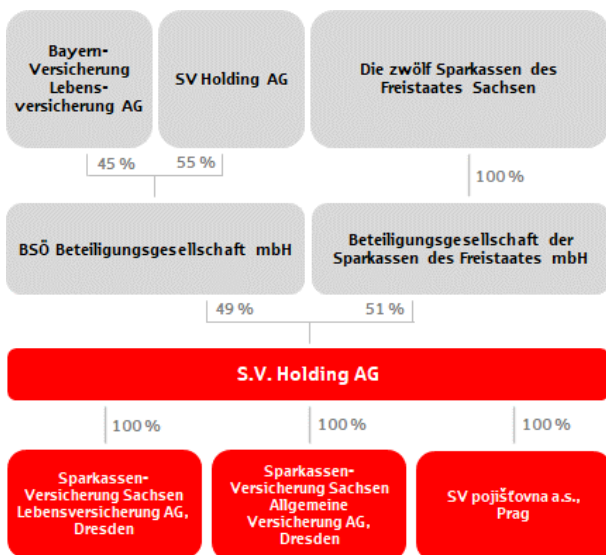 Bayern-
Versicherung
Lebens-
versicherung AG
SV Holding AG
Die zwölf Sparkassen des
Freistaates Sachsen
45 %
55 %
100 %
BSÖ Beteiligungsgesellschaft mbH
Beteiligungsgesellschaft der
Sparkassen des Freistaates mbH
49 %
51 %
S.V. Holding AG
100 %
100 %
100 %
Sparkassen-
Versicherung Sachsen
Lebensversicherung AG,
Dresden
Sparkassen-
Versicherung Sachsen
Allgemeine
Versicherung AG,
Dresden
SV pojišťovna a.s.,
Prag